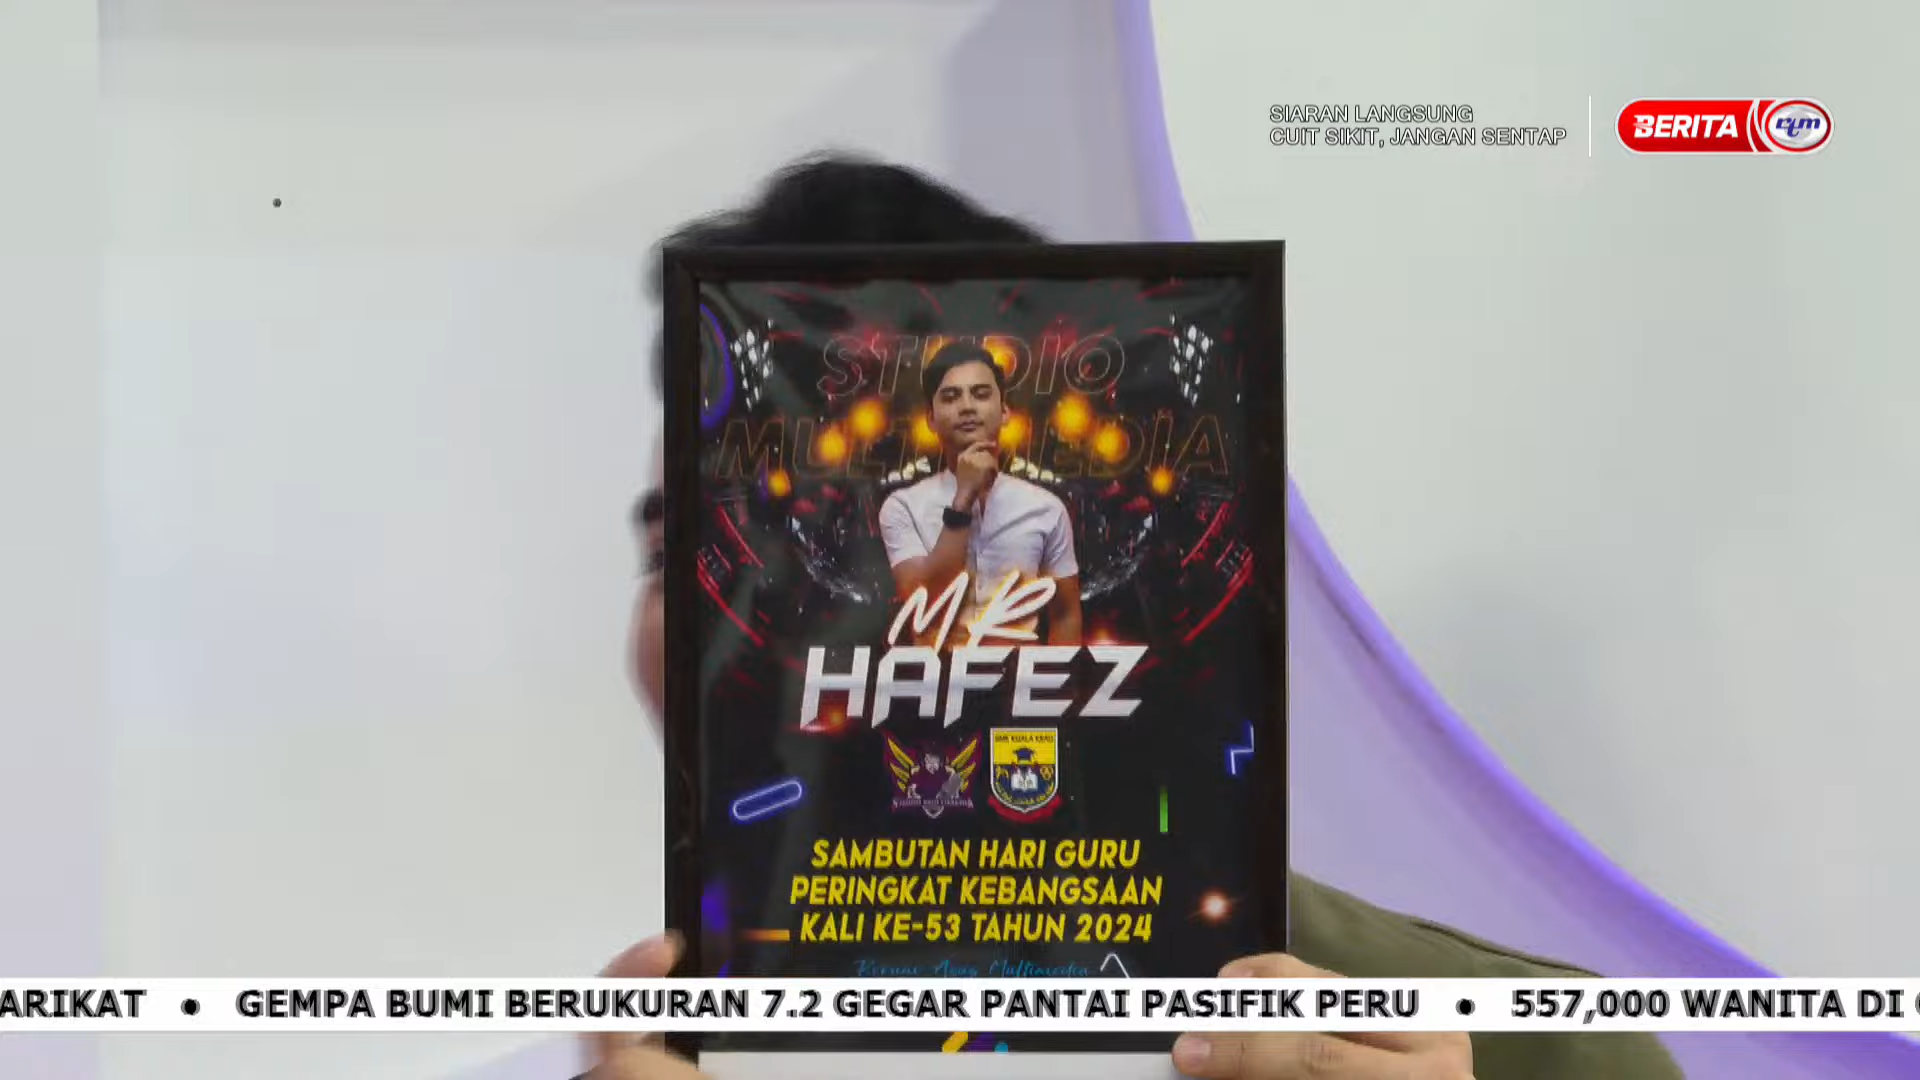 SIARAN LANGSUNG
CUIT SIKIT, JANGAN SENTAP
BERITA rtm
STUDIO
MULTIMEDIA
MR
HAFEZ
SMK KUALA KRAU
SAMBUTAN HARI GURU
PERINGKAT KEBANGSAAN
KALI KE-53 TAHUN 2024
ARIKAT • GEMPA BUMI BERUKURAN 7.2 GEGAR PANTAI PASIFIK PERU • 557,000 WANITA DI